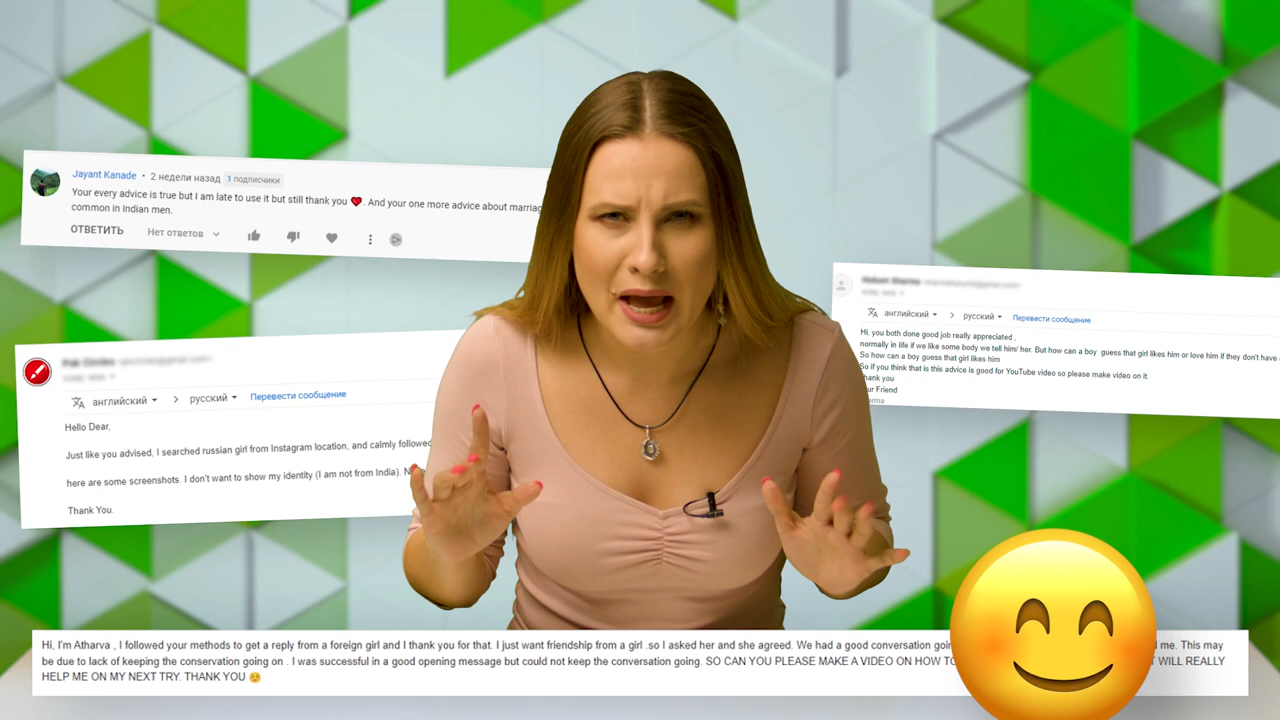 Jayant Kanade • 2 недели назад 1 подписчики
Your every advice is true but I am late to use it but still thank you ❤. And your one more advice about
common in Indian men.
ОТВЕТИТЬ Нет ответов
английский русский Перевести сообщение
Hi, you both done good job really appreciated ,
normally in life if we like some body we tell him/ her. But how can a boy guess that girl likes him or love him if they don't have
So how can a boy guess that girl likes him
So if you think that is this advice is good for YouTube video so please make video on it.
английский русский Перевести сообщение
Hello Dear,
Just like you advised, I searched russian girl from Instagram location, and calmly followed
here are some screenshots. I don't want to show my identity (I am not from India).
Thank You.
Hi, I'm Atharva , I followed your methods to get a reply from a foreign girl and I thank you for that. I just want friendship from a girl .so I asked her and she agreed. We had a good conversation me. This may
be due to lack of keeping the conservation going on . I was successful in a good opening message but could not keep the conversation going. SO CAN YOU PLEASE MAKE A VIDEO ON HOW WILL REALLY
HELP ME ON MY NEXT TRY. THANK YOU ☺